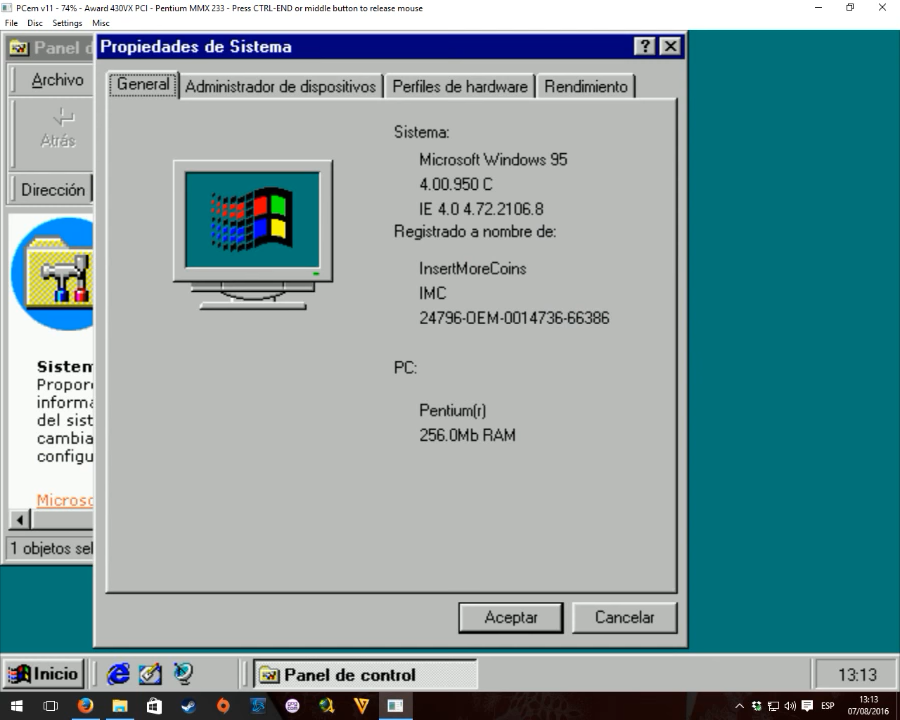 PCem v11 - 74% - Award 430VX PCI - Pentium MMX 233 - Press CTRL-END or middle button to release mouse
File Disc Settings Misc
Panel d
Propiedades de Sistema
Archivo
General Administrador de dispositivos Perfiles de hardware Rendimiento
Atrás
Dirección
Sistema:
Microsoft Windows 95
4.00.950 C
IE 4.0 4.72.2106.8
Registrado a nombre de:
InsertMoreCoins
IMC
24796-OEM-0014736-66386
PC:
Pentium(r)
256.0Mb RAM
Sistem
Propor
informa
del sist
cambia
configu
Microso
1 objetos sel
Aceptar Cancelar
Inicio Panel de control 13:13
ESP 13:13
07/08/2016